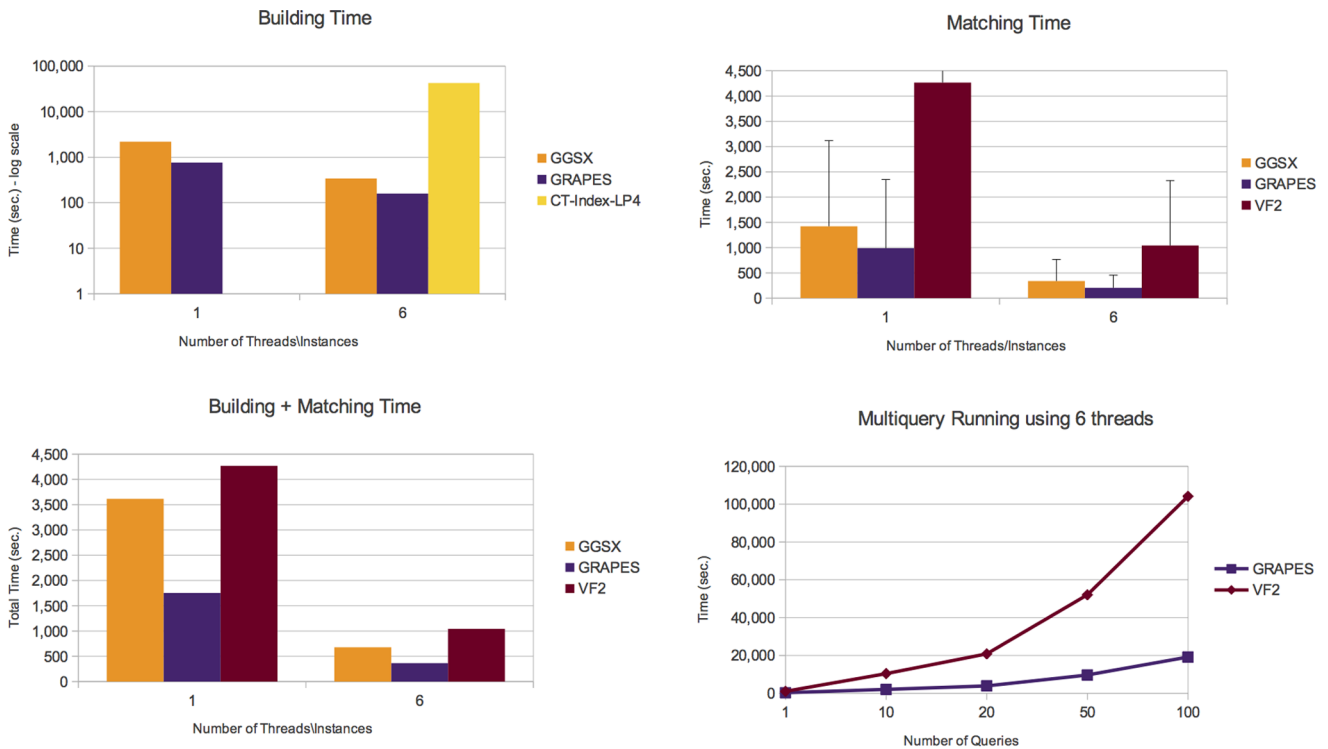 Building Time
100,000
10,000
1,000
100
10
1
Time (sec.) - log scale
1 6
Number of Threads\Instances
GGSX
GRAPES
CT-Index-LP4
Matching Time
4,500
4,000
3,500
3,000
2,500
2,000
1,500
1,000
500
0
Time (sec.)
1 6
Number of Threads/Instances
GGSX
GRAPES
VF2
Building + Matching Time
4,500
4,000
3,500
3,000
2,500
2,000
1,500
1,000
500
0
Total Time (sec.)
1 6
Number of Threads\Instances
GGSX
GRAPES
VF2
Multiquery Running using 6 threads
120,000
100,000
80,000
60,000
40,000
20,000
0
Time (sec.)
1 10 20 50 100
Number of Queries
GRAPES
VF2